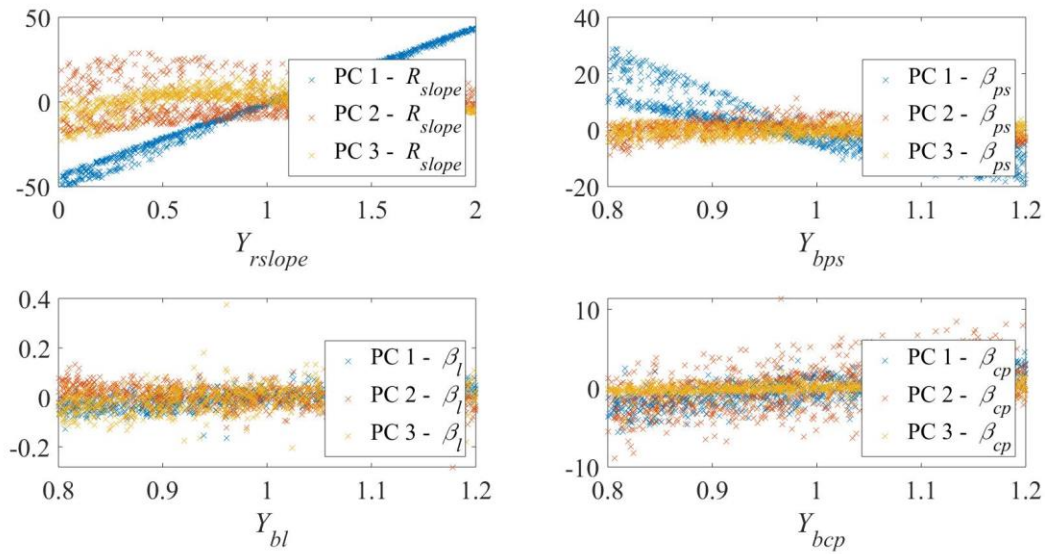 50
0
-50
PC 1 - R_slope
PC 2 - R_slope
PC 3 - R_slope
0 0.5 1 1.5 2
Y_rslope
40
20
0
-20
PC 1 - β_ps
PC 2 - β_ps
PC 3 - β_ps
0.8 0.9 1 1.1 1.2
Y_bps
0.4
0.2
0.0
-0.2
PC 1 - β_l
PC 2 - β_l
PC 3 - β_l
0.8 0.9 1 1.1 1.2
Y_bl
10
0
-10
PC 1 - β_cp
PC 2 - β_cp
PC 3 - β_cp
0.8 0.9 1 1.1 1.2
Y_bcp